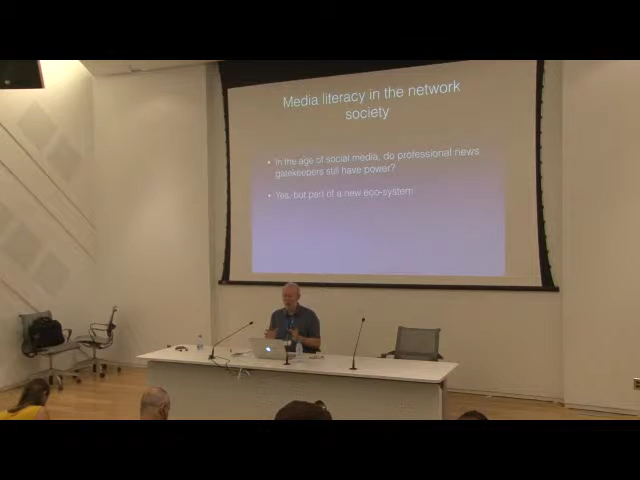 Media literacy in the network
society
• In the age of social media, do professional news
gatekeepers still have power?
• Yes, but part of a new eco-system